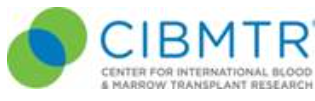 CIBMTR
CENTER FOR INTERNATIONAL BLOOD
& MARROW TRANSPLANT RESEARCH